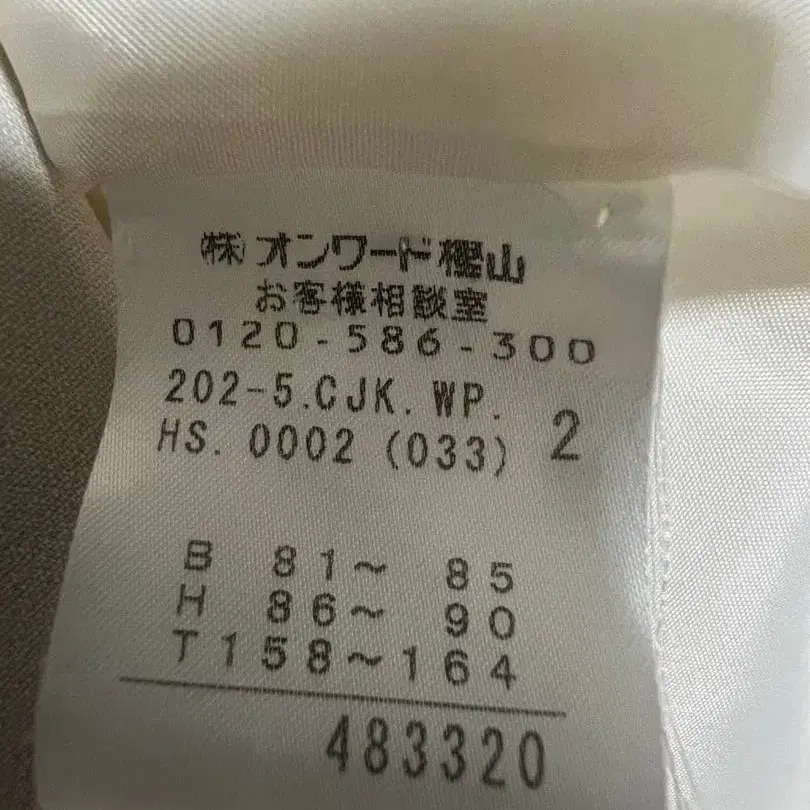 ㈱オンワード樫山
お客様相談室
0120-586-300
202-5.CJK.WP.
HS.0002(033) 2
B 81~ 85
H 86~ 90
T158~164
483320